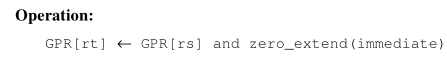 Operation:
GPR[rt] ← GPR[rs] and zero_extend(immediate)